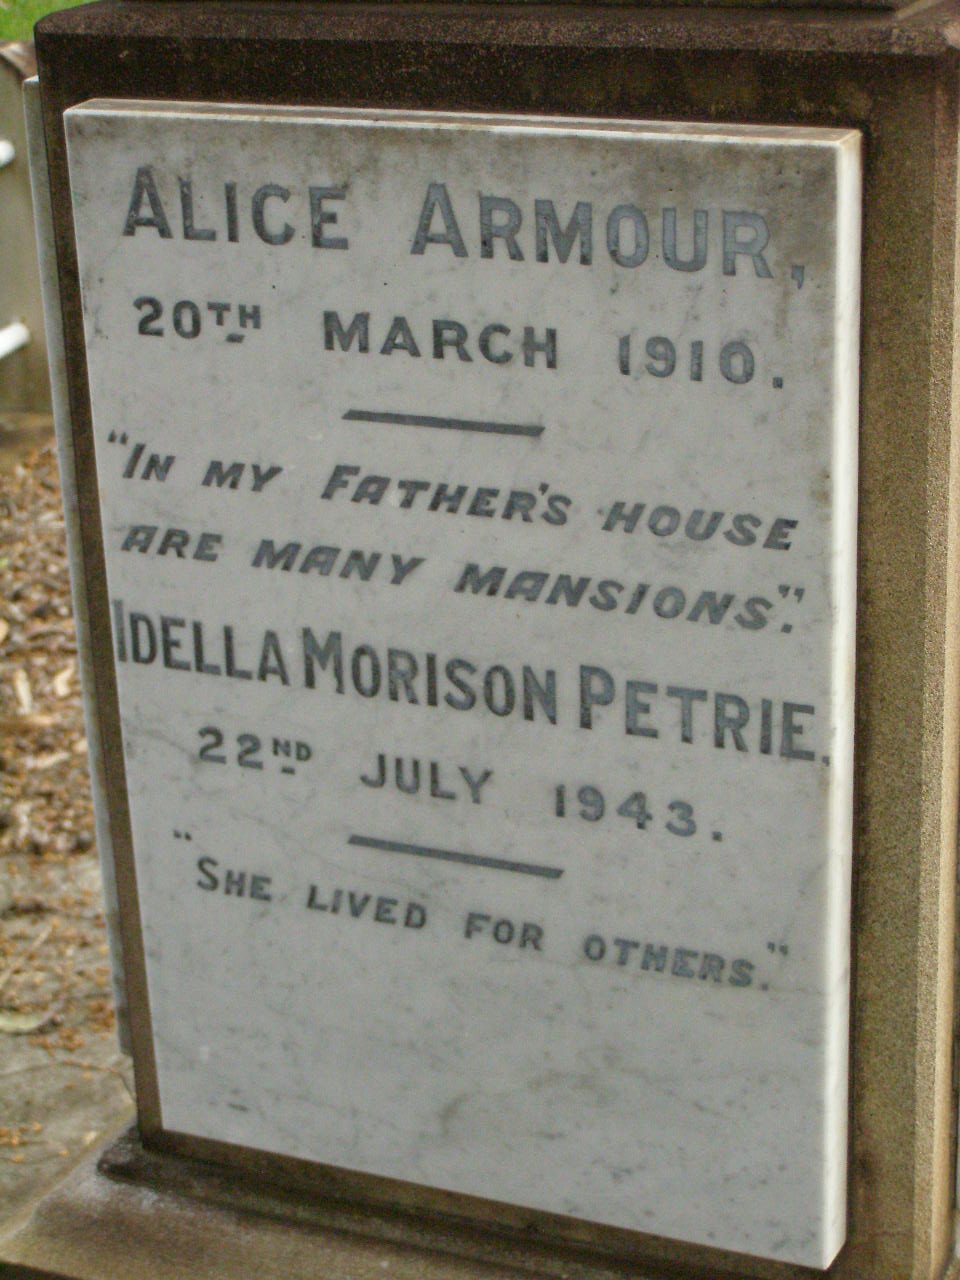 ALICE ARMOUR,
20TH MARCH 1910.
"IN MY FATHER'S HOUSE
ARE MANY MANSIONS."
IDELLA MORISON PETRIE.
22ND JULY 1943.
"SHE LIVED FOR OTHERS."